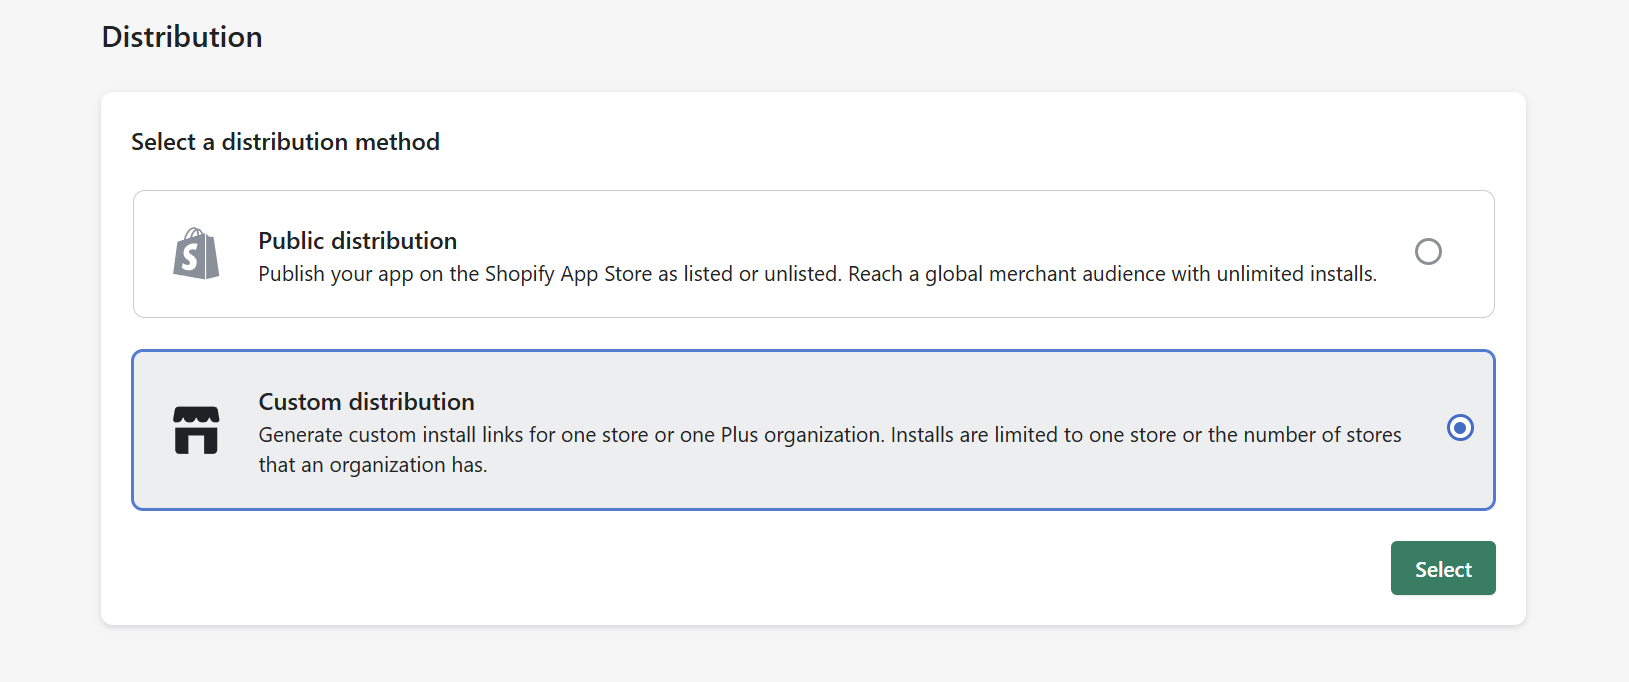 Distribution
Select a distribution method
Public distribution
Publish your app on the Shopify App Store as listed or unlisted. Reach a global merchant audience with unlimited installs.
Custom distribution
Generate custom install links for one store or one Plus organization. Installs are limited to one store or the number of stores
that an organization has.
Select